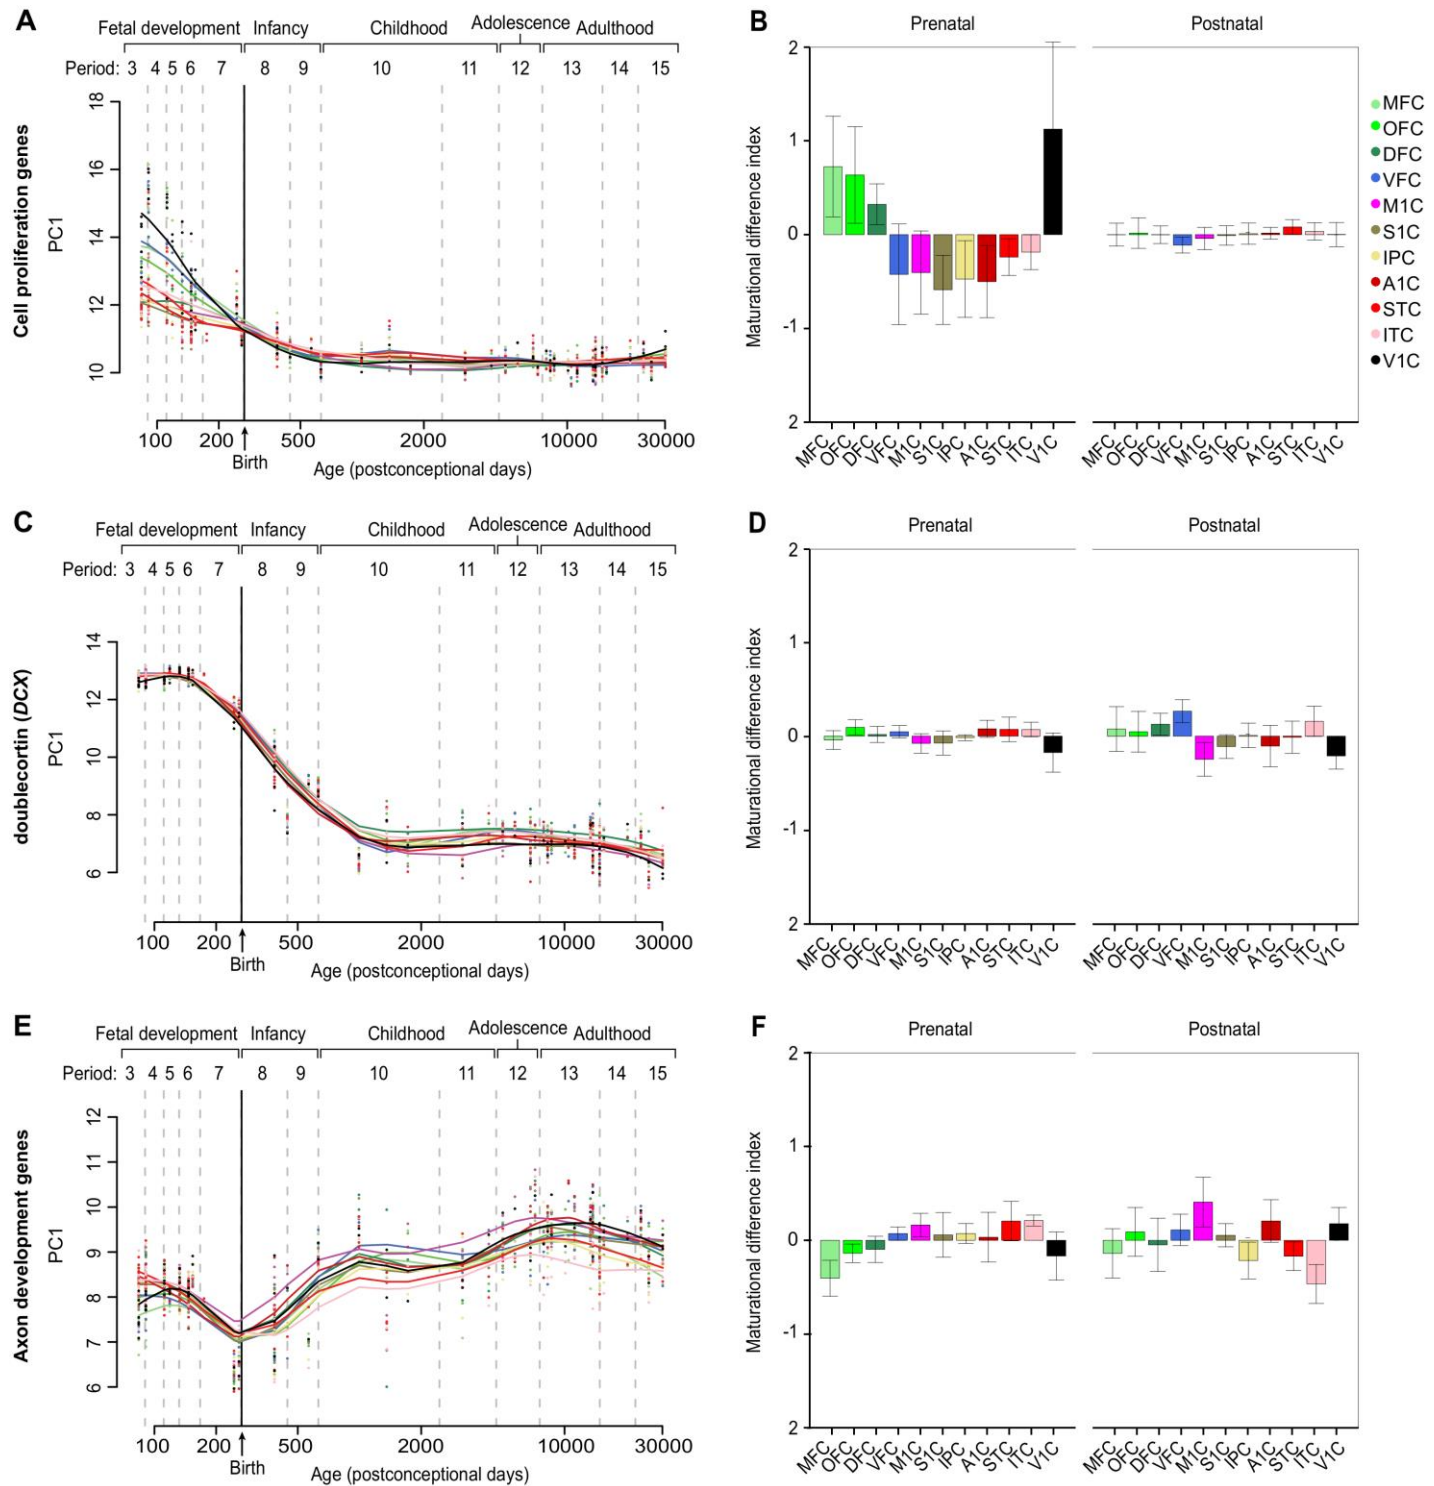 A
Fetal development Infancy Childhood Adolescence Adulthood
Period: 3 4 5 6 7 8 9 10 11 12 13 14 15
Cell proliferation genes
PC1
18
16
14
12
10
100 200 500 2000 10000 30000
Birth
Age (postconceptional days)
B
Prenatal Postnatal
Maturational difference index
2
1
0
-1
2
MFC OFC DFC VFC M1C S1C IPC A1C STC ITC V1C
MFC OFC DFC VFC M1C S1C IPC A1C STC ITC V1C
MFC
OFC
DFC
VFC
M1C
S1C
IPC
A1C
STC
ITC
V1C
C
Fetal development Infancy Childhood Adolescence Adulthood
Period: 3 4 5 6 7 8 9 10 11 12 13 14 15
doublecortin (DCX)
PC1
14
12
10
8
6
100 200 500 2000 10000 30000
Birth
Age (postconceptional days)
D
Prenatal Postnatal
Maturational difference index
2
1
0
-1
2
MFC OFC DFC VFC M1C S1C IPC A1C STC ITC V1C
MFC OFC DFC VFC M1C S1C IPC A1C STC ITC V1C
E
Fetal development Infancy Childhood Adolescence Adulthood
Period: 3 4 5 6 7 8 9 10 11 12 13 14 15
Axon development genes
PC1
12
11
10
9
8
7
6
100 200 500 2000 10000 30000
Birth
Age (postconceptional days)
F
Prenatal Postnatal
Maturational difference index
2
1
0
-1
2
MFC OFC DFC VFC M1C S1C IPC A1C STC ITC V1C
MFC OFC DFC VFC M1C S1C IPC A1C STC ITC V1C